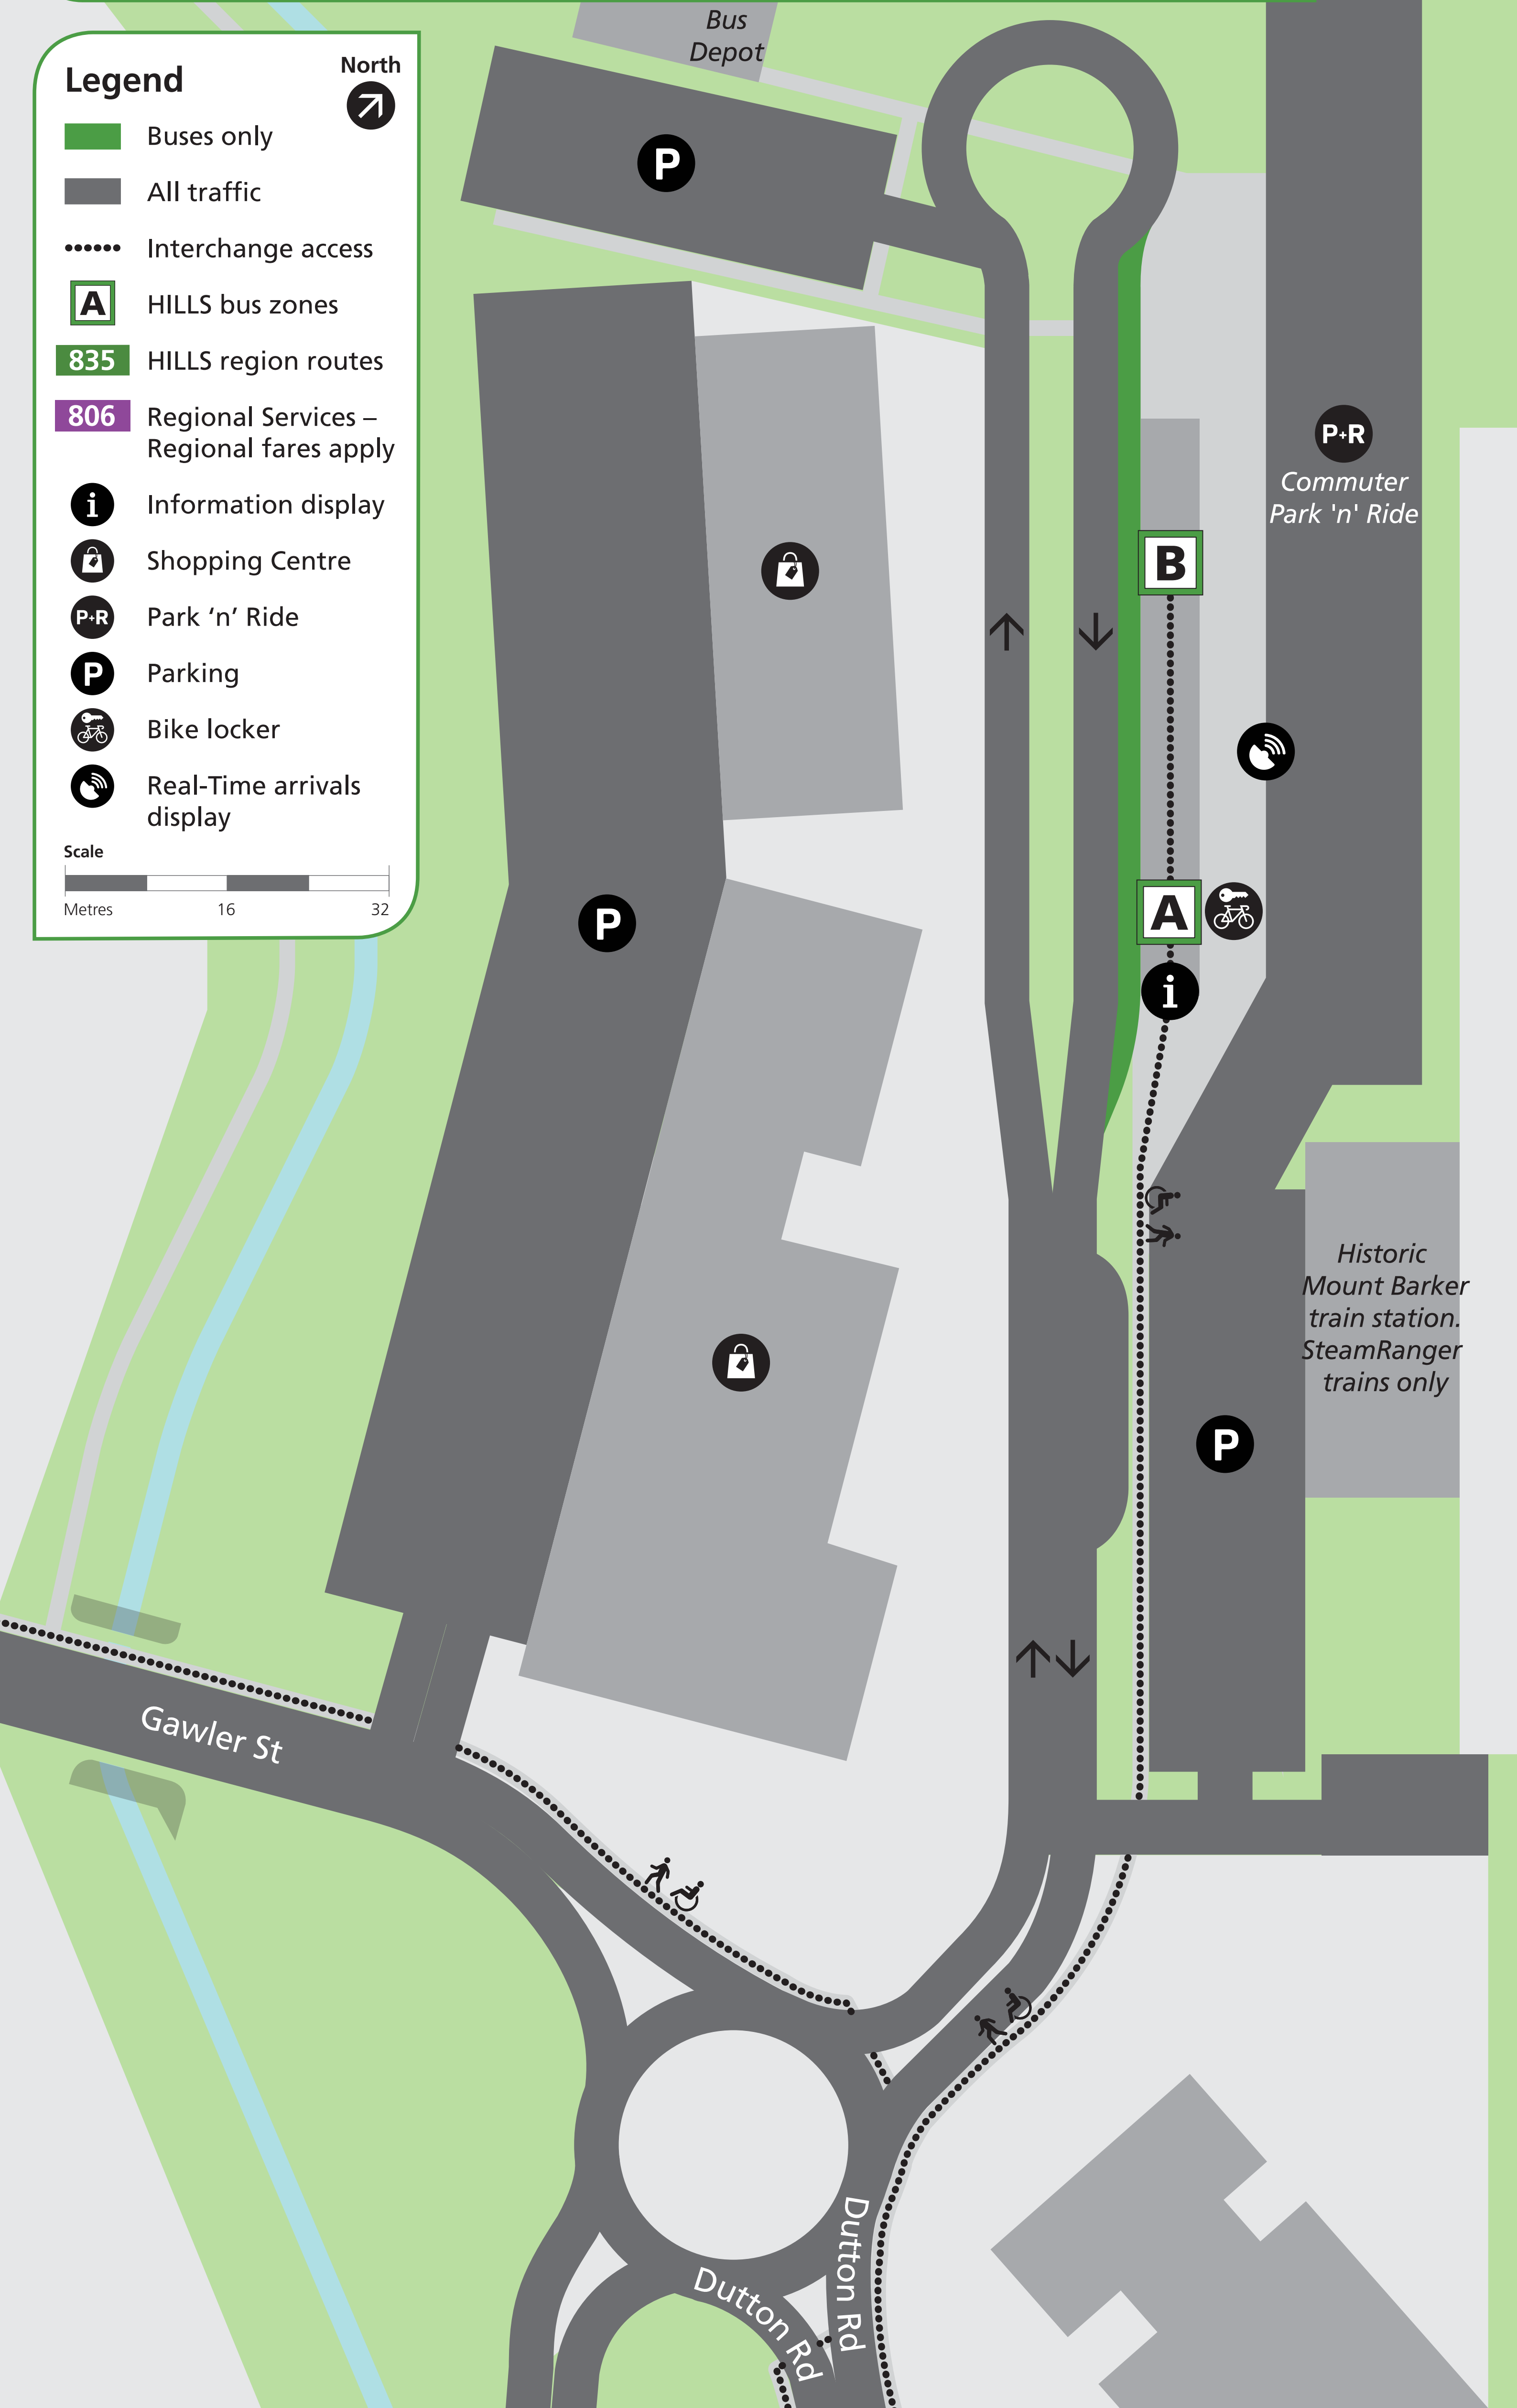 Bus
Depot
Legend
North
Buses only
All traffic
Interchange access
A
HILLS bus zones
835
HILLS region routes
806
Regional Services –
Regional fares apply
i
Information display
Shopping Centre
P+R
Park ‘n’ Ride
P
Parking
Bike locker
Real-Time arrivals
display
Scale
Metres 16 32
P
P+R
Commuter
Park 'n' Ride
B
A
P
i
Historic
Mount Barker
train station.
SteamRanger
trains only
P
Gawler St
Dutton Rd
Dutton Rd